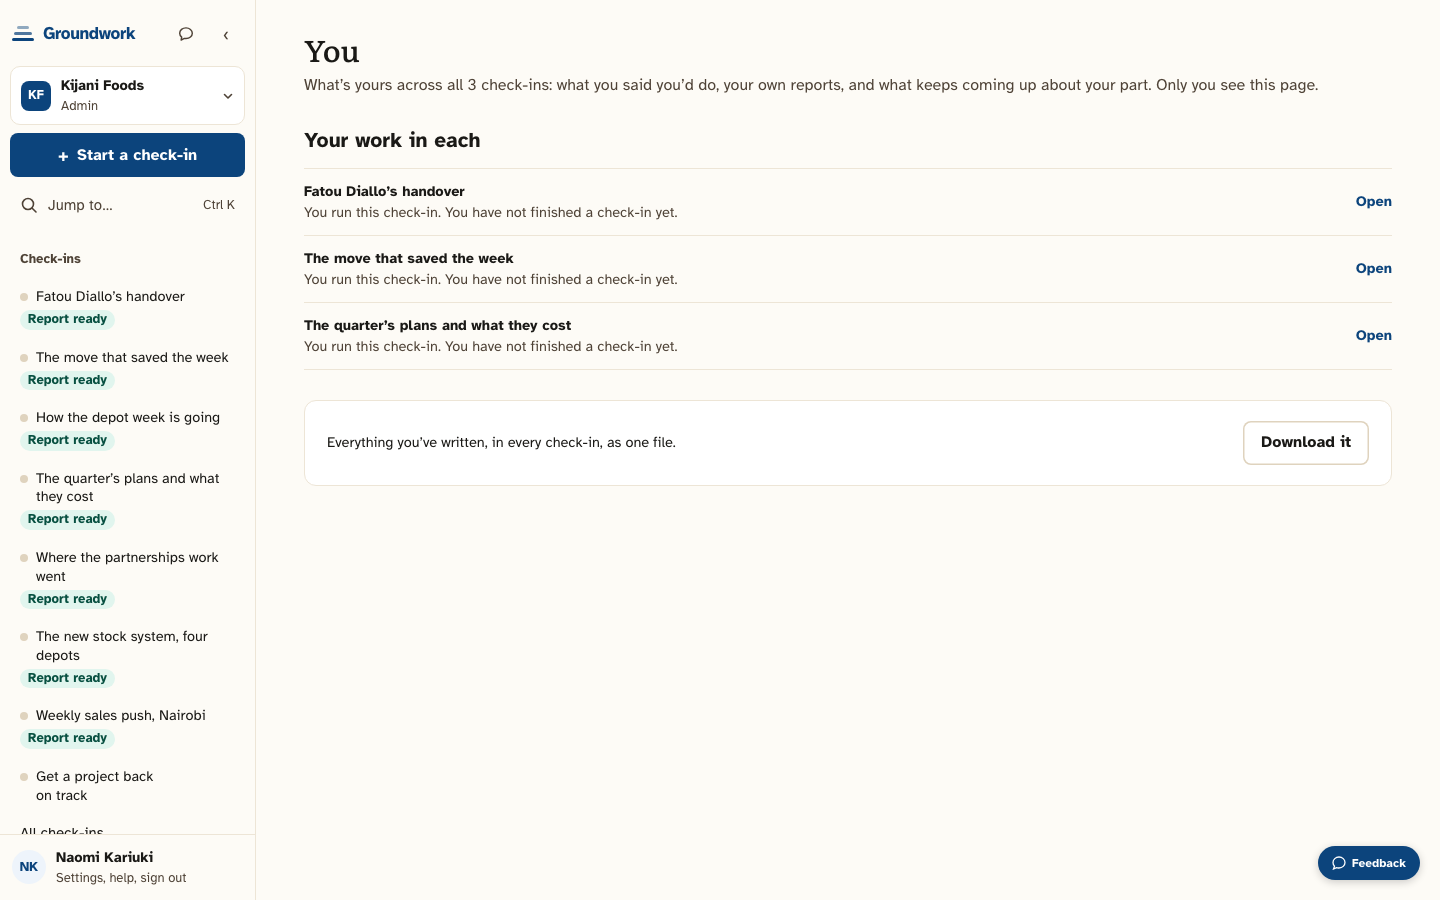 Groundwork
KF
Kijani Foods
Admin
+ Start a check-in
Jump to...
Ctrl K
Check-ins
Fatou Diallo’s handover
Report ready
The move that saved the week
Report ready
How the depot week is going
Report ready
The quarter’s plans and what
they cost
Report ready
Where the partnerships work
went
Report ready
The new stock system, four
depots
Report ready
Weekly sales push, Nairobi
Report ready
Get a project back
on track
All check-ins
NK
Naomi Kariuki
Settings, help, sign out
You
What’s yours across all 3 check-ins: what you said you’d do, your own reports, and what keeps coming up about your part. Only you see this page.
Your work in each
Fatou Diallo’s handover
You run this check-in. You have not finished a check-in yet.
Open
The move that saved the week
You run this check-in. You have not finished a check-in yet.
Open
The quarter’s plans and what they cost
You run this check-in. You have not finished a check-in yet.
Open
Everything you’ve written, in every check-in, as one file.
Download it
Feedback